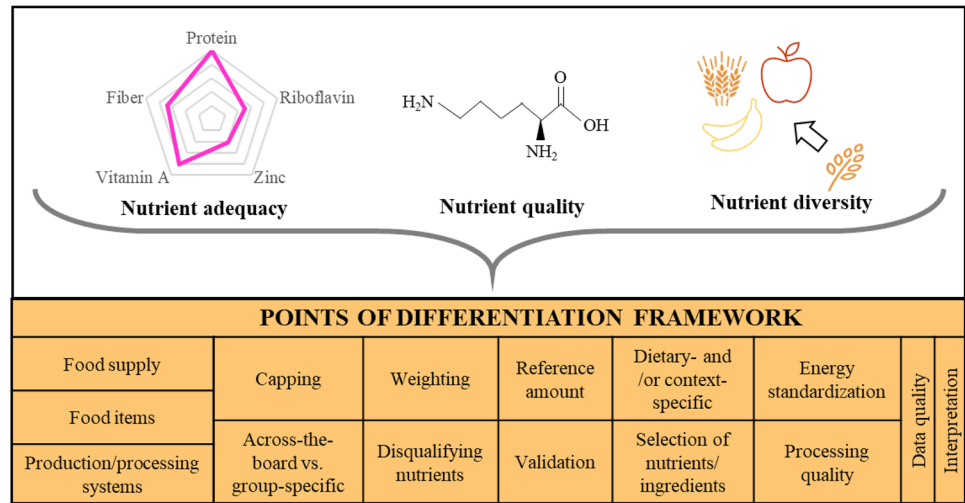 Protein
Fiber
Riboflavin
Vitamin A
Zinc
Nutrient adequacy
H₂N
O
OH
NH₂
Nutrient quality
Nutrient diversity
POINTS OF DIFFERENTIATION FRAMEWORK
Food supply
Food items
Production/processing
systems
Capping
Across-the-
board vs.
group-specific
Weighting
Disqualifying
nutrients
Reference
amount
Validation
Dietary- and
/or context-
specific
Selection of
nutrients/
ingredients
Energy
standardization
Processing
quality
Data quality
Interpretation